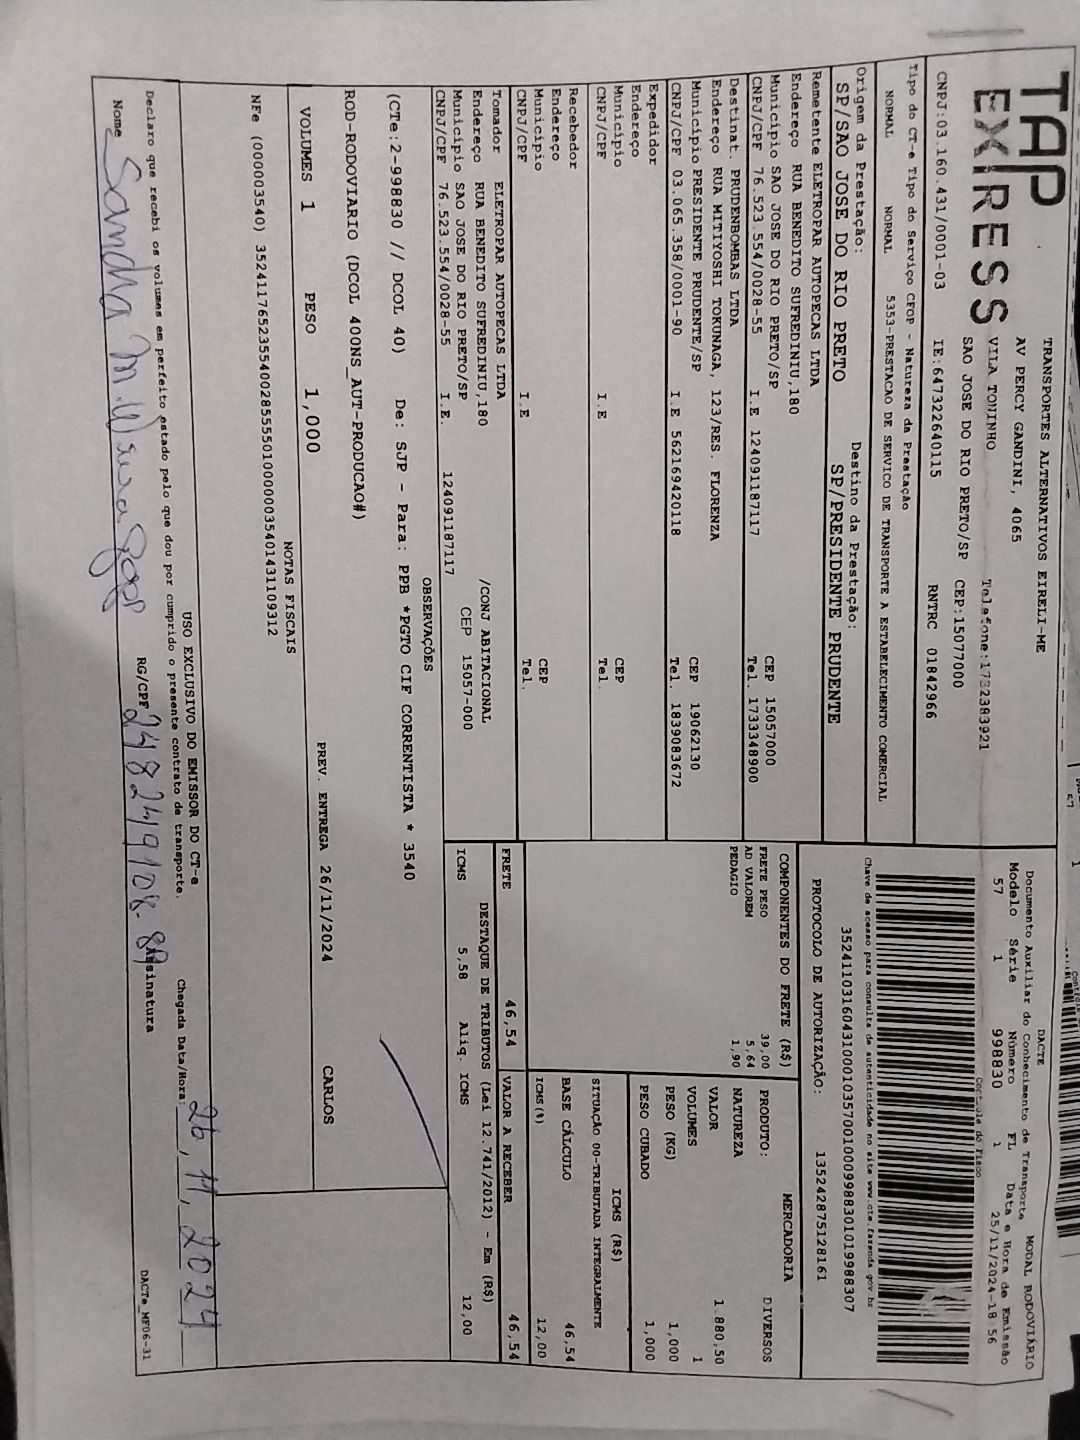 TAP
EXPRESS
TRANSPORTES ALTERNATIVOS EIRELI-ME
AV PERCY GANDINI, 4065
VILA TONINHO Telefone:1732383921
SAO JOSE DO RIO PRETO/SP CEP:15077000
CNPJ:03.160.431/0001-03 IE:647322640115 RNTRC 01842966
Tipo do CT-e Tipo do Serviço CFOP - Natureza da Prestação
NORMAL NORMAL 5353-PRESTACAO DE SERVICO DE TRANSPORTE A ESTABELECIMENTO COMERCIAL
Origem da Prestação: Destino da Prestação:
SP/SAO JOSE DO RIO PRETO SP/PRESIDENTE PRUDENTE
Remetente ELETROPAR AUTOPECAS LTDA
Endereço RUA BENEDITO SUFREDINIU,180
Município SAO JOSE DO RIO PRETO/SP CEP 15057000
CNPJ/CPF 76.523.554/0028-55 I.E 124091187117 Tel. 1733348900
Destinat. PRUDENBOMBAS LTDA
Endereço RUA MITIYOSHI TOKUNAGA, 123/RES. FLORENZA
Município PRESIDENTE PRUDENTE/SP CEP 19062130
CNPJ/CPF 03.065.358/0001-90 I.E 562169420118 Tel. 1839083672
Expedidor
Endereço
Município CEP
CNPJ/CPF I.E Tel.
Recebedor
Endereço
Município CEP
CNPJ/CPF I.E Tel.
Tomador ELETROPAR AUTOPECAS LTDA
Endereço RUA BENEDITO SUFREDINIU,180 /CONJ ABITACIONAL
Município SAO JOSE DO RIO PRETO/SP CEP 15057-000
CNPJ/CPF 76.523.554/0028-55 I.E. 124091187117
DACTE
Documento Auxiliar do Conhecimento de Transporte MODAL RODOVIÁRIO
Modelo Série Número FL Data e Hora de Emissão
57 1 998830 1 25/11/2024-18 56
Controle do Fisco
Chave de acesso para consulta de autenticidade no site www.cte.fazenda.gov.br
35241103160431000103570010009988301019988307
PROTOCOLO DE AUTORIZAÇÃO: 135242875128161
COMPONENTES DO FRETE (R$)
FRETE PESO 39,00
AD VALOREM 5,64
PEDAGIO 1,90
MERCADORIA
PRODUTO: DIVERSOS
NATUREZA
VALOR 1.880,50
VOLUMES 1
PESO (KG) 1,000
PESO CUBADO 1,000
ICMS (R$)
SITUAÇÃO 00-TRIBUTADA INTEGRALMENTE
BASE CÁLCULO 46,54
ICMS(%) 12,00
FRETE 46,54 VALOR A RECEBER 46,54
DESTAQUE DE TRIBUTOS (Lei 12.741/2012) - Em (R$)
ICMS 5,58 Aliq. ICMS 12,00
OBSERVAÇÕES
(CTe:2-998830 // DCOL 40) De: SJP - Para: PPB *PGTO CIF CORRENTISTA * 3540
ROD-RODOVIARIO (DCOL 400NS_AUT-PRODUCAO#)
VOLUMES 1 PESO 1,000 PREV. ENTREGA 26/11/2024 CARLOS
NOTAS FISCAIS
NFe (000003540) 35241176523554002855550100000035401431109312
USO EXCLUSIVO DO EMISSOR DO CT-e
Declaro que recebi os volumes em perfeito estado pelo que dou por cumprido o presente contrato de transporte. Chegada Data/Hora: 26, 11, 2024
Nome Sandra M. RG/CPF 248249108-89 Assinatura
DACTe_MF06-31